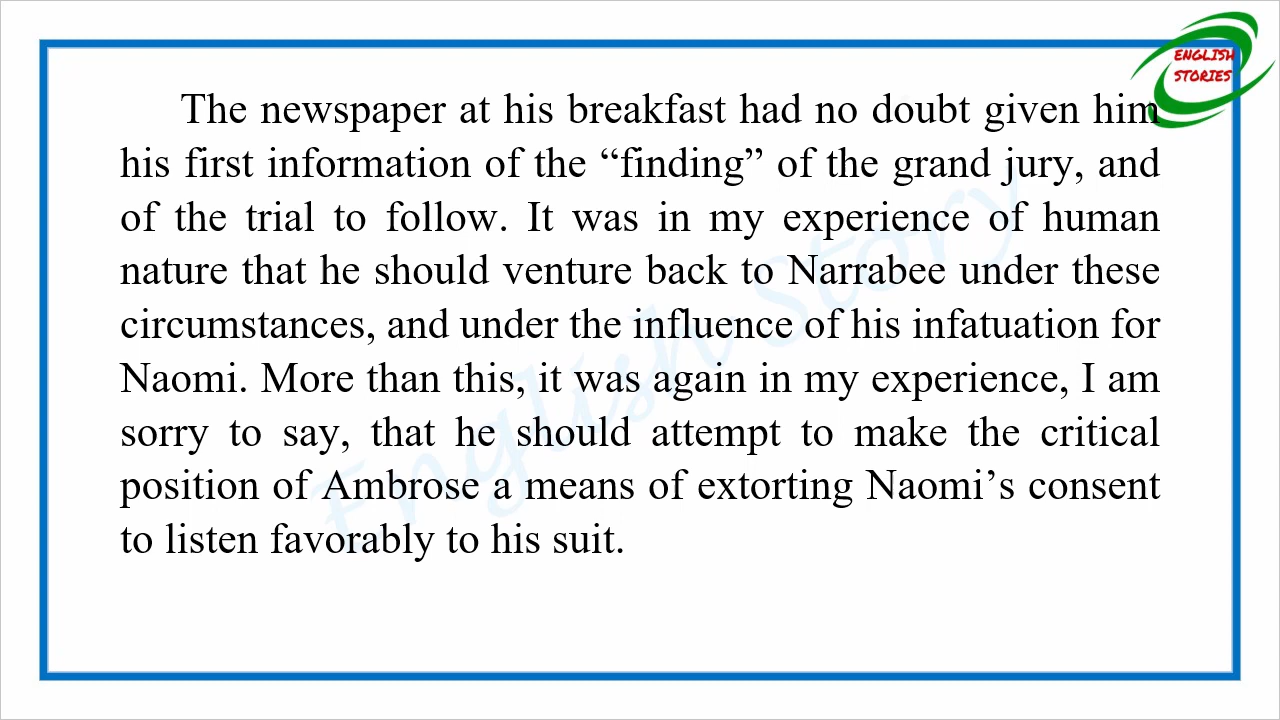 ENGLISH
STORIES
The newspaper at his breakfast had no doubt given him
his first information of the “finding” of the grand jury, and
of the trial to follow. It was in my experience of human
nature that he should venture back to Narrabee under these
circumstances, and under the influence of his infatuation for
Naomi. More than this, it was again in my experience, I am
sorry to say, that he should attempt to make the critical
position of Ambrose a means of extorting Naomi’s consent
to listen favorably to his suit.
English Story